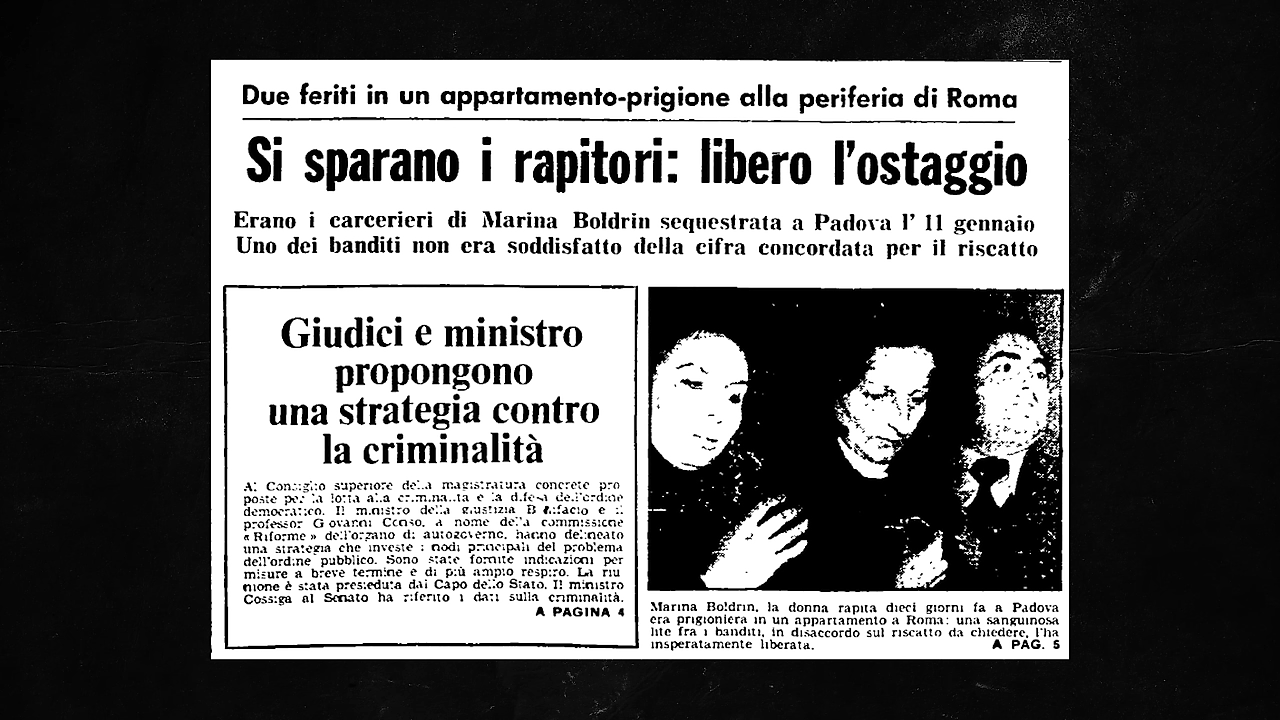 Due feriti in un appartamento-prigione alla periferia di Roma
Si sparano i rapitori: libero l'ostaggio
Erano i carcerieri di Marina Boldrin sequestrata a Padova l' 11 gennaio
Uno dei banditi non era soddisfatto della cifra concordata per il riscatto
Giudici e ministro
propongono
una strategia contro
la criminalità
Al Consiglio superiore della magistratura concrete pro
poste per la lotta alla criminalità e la difesa dell'ordine
democratico. Il ministro della giustizia e il
professor Giovanni Conso, a nome della commissione
« Riforme » dell'organo di autogoverno, hanno delineato
una strategia che investe i nodi principali del problema
dell'ordine pubblico. Sono state fornite indicazioni per
misure a breve termine e di più ampio respiro. La riu
nione è stata presieduta dal Capo dello Stato. Il ministro
Cossiga al Senato ha riferito i dati sulla criminalità.
A PAGINA 4
Marina Boldrin, la donna rapita dieci giorni fa a Padova
era prigioniera in un appartamento a Roma: una sanguinosa
lite fra i banditi, in disaccordo sul riscatto da chiedere, l'ha
insperatamente liberata.
A PAG. 5